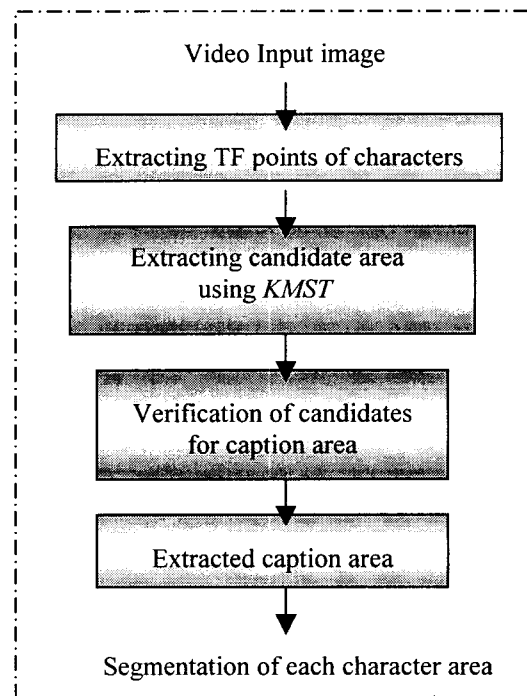 Video Input image
Extracting TF points of characters
Extracting candidate area
using KMST
Verification of candidates
for caption area
Extracted caption area
Segmentation of each character area